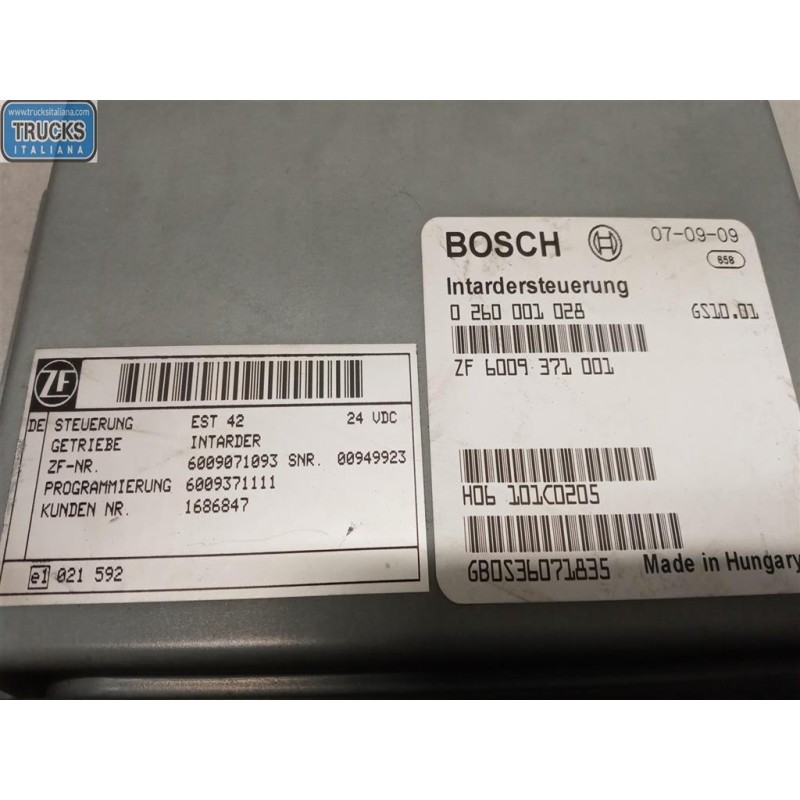 www.trucksitaliana.com
TRUCKS
ITALIANA
BOSCH 07-09-09
658
Intardersteuerung
0 260 001 028 GS10.01
ZF 6009 371 001
H06 101C0205
GB0S36071835 Made in Hungary
ZF
DE STEUERUNG EST 42 24 VDC
GETRIEBE INTARDER
ZF-NR. 6009071093 SNR. 00949923
PROGRAMMIERUNG 6009371111
KUNDEN NR. 1686847
e1 021 592